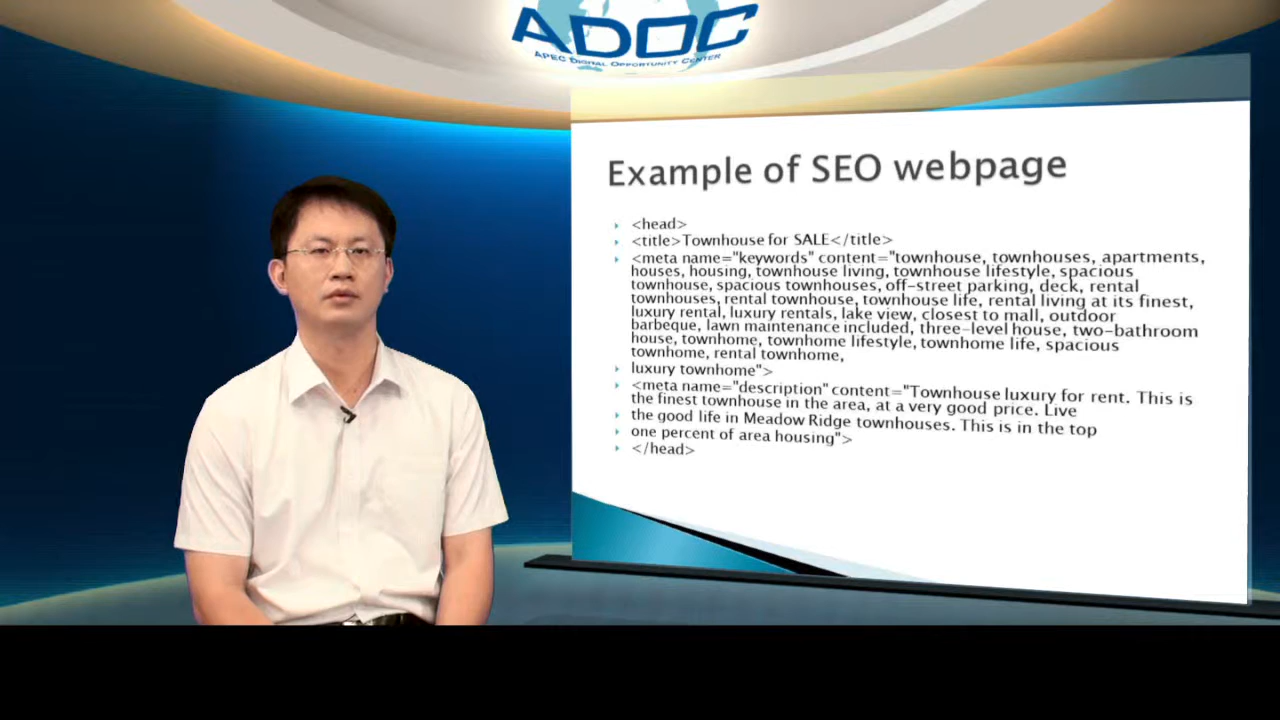 ADOC
APEC DIGITAL OPPORTUNITY CENTER
Example of SEO webpage
<head>
<title>Townhouse for SALE</title>
<meta name="keywords" content="townhouse, townhouses, apartments,
houses, housing, townhouse living, townhouse lifestyle, spacious
townhouse, spacious townhouses, off-street parking, deck, rental
townhouses, rental townhouse, townhouse life, rental living at its finest,
luxury rental, luxury rentals, lake view, closest to mall, outdoor
barbeque, lawn maintenance included, three-level house, two-bathroom
house, townhome, townhome lifestyle, townhome life, spacious
townhome, rental townhome,
luxury townhome">
<meta name="description" content="Townhouse luxury for rent. This is
the finest townhouse in the area, at a very good price. Live
the good life in Meadow Ridge townhouses. This is in the top
one percent of area housing">
</head>